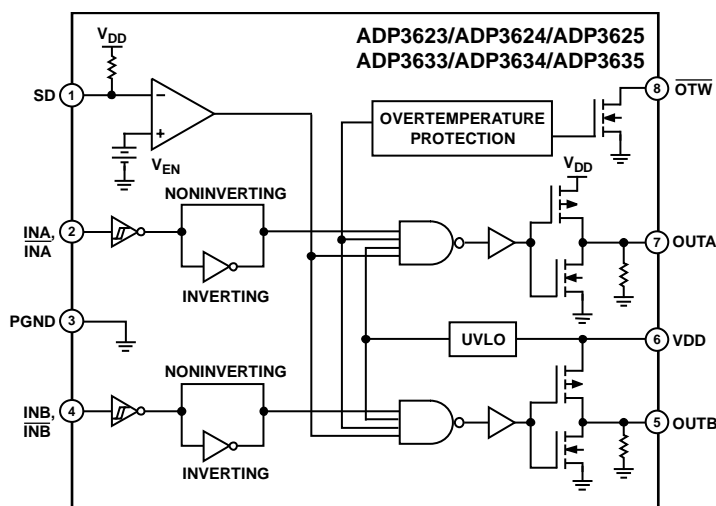 ADP3623/ADP3624/ADP3625
ADP3633/ADP3634/ADP3635
VDD
SD 1
8 OTW
OVERTEMPERATURE
PROTECTION
VEN
VDD
NONINVERTING
INA,
INA
2
7 OUTA
INVERTING
PGND 3
UVLO
6 VDD
NONINVERTING
INB,
INB
4
5 OUTB
INVERTING